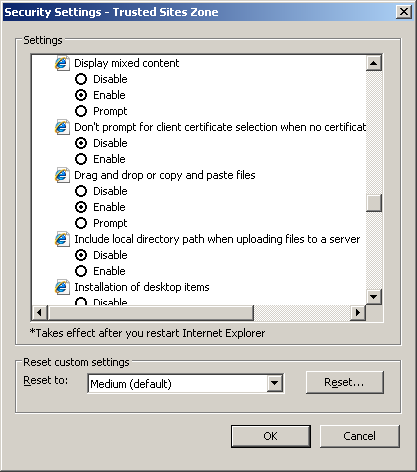 Security Settings - Trusted Sites Zone
Settings
Display mixed content
Disable
Enable
Prompt
Don't prompt for client certificate selection when no certificat
Disable
Enable
Drag and drop or copy and paste files
Disable
Enable
Prompt
Include local directory path when uploading files to a server
Disable
Enable
Installation of desktop items
Disable
*Takes effect after you restart Internet Explorer
Reset custom settings
Reset to: Medium (default) Reset...
OK Cancel